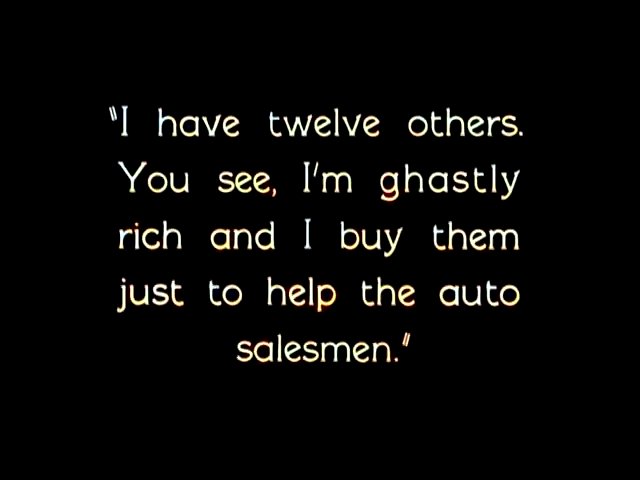 "I have twelve others.
You see, I'm ghastly
rich and I buy them
just to help the auto
salesmen."